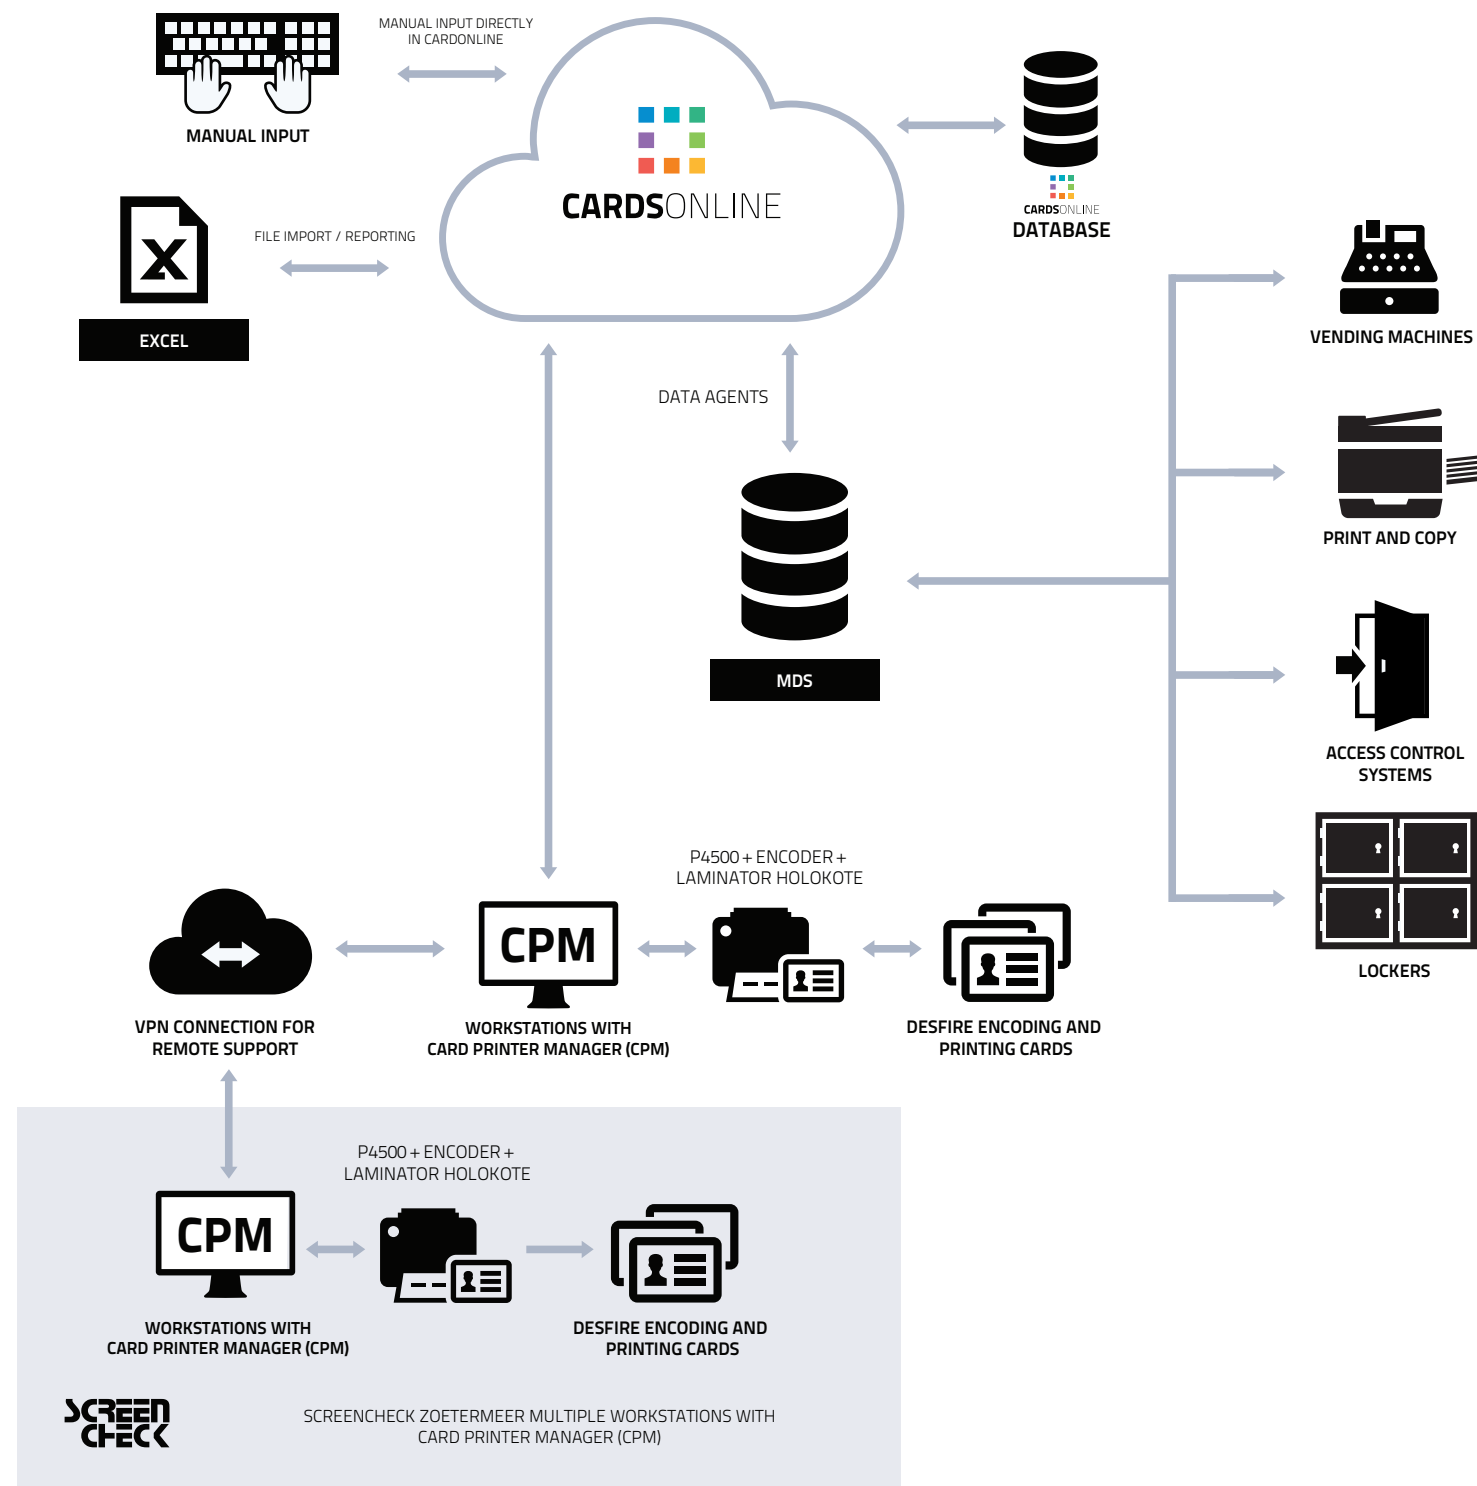 MANUAL INPUT DIRECTLY
IN CARDONLINE
MANUAL INPUT
CARDSONLINE
CARDSONLINE
DATABASE
FILE IMPORT / REPORTING
X
EXCEL
VENDING MACHINES
DATA AGENTS
PRINT AND COPY
MDS
ACCESS CONTROL
SYSTEMS
P4500 + ENCODER +
LAMINATOR HOLOKOTE
CPM
LOCKERS
VPN CONNECTION FOR
REMOTE SUPPORT
WORKSTATIONS WITH
CARD PRINTER MANAGER (CPM)
DESFIRE ENCODING AND
PRINTING CARDS
P4500 + ENCODER +
LAMINATOR HOLOKOTE
CPM
WORKSTATIONS WITH
CARD PRINTER MANAGER (CPM)
DESFIRE ENCODING AND
PRINTING CARDS
SCREEN
CHECK
SCREENCHECK ZOETERMEER MULTIPLE WORKSTATIONS WITH
CARD PRINTER MANAGER (CPM)